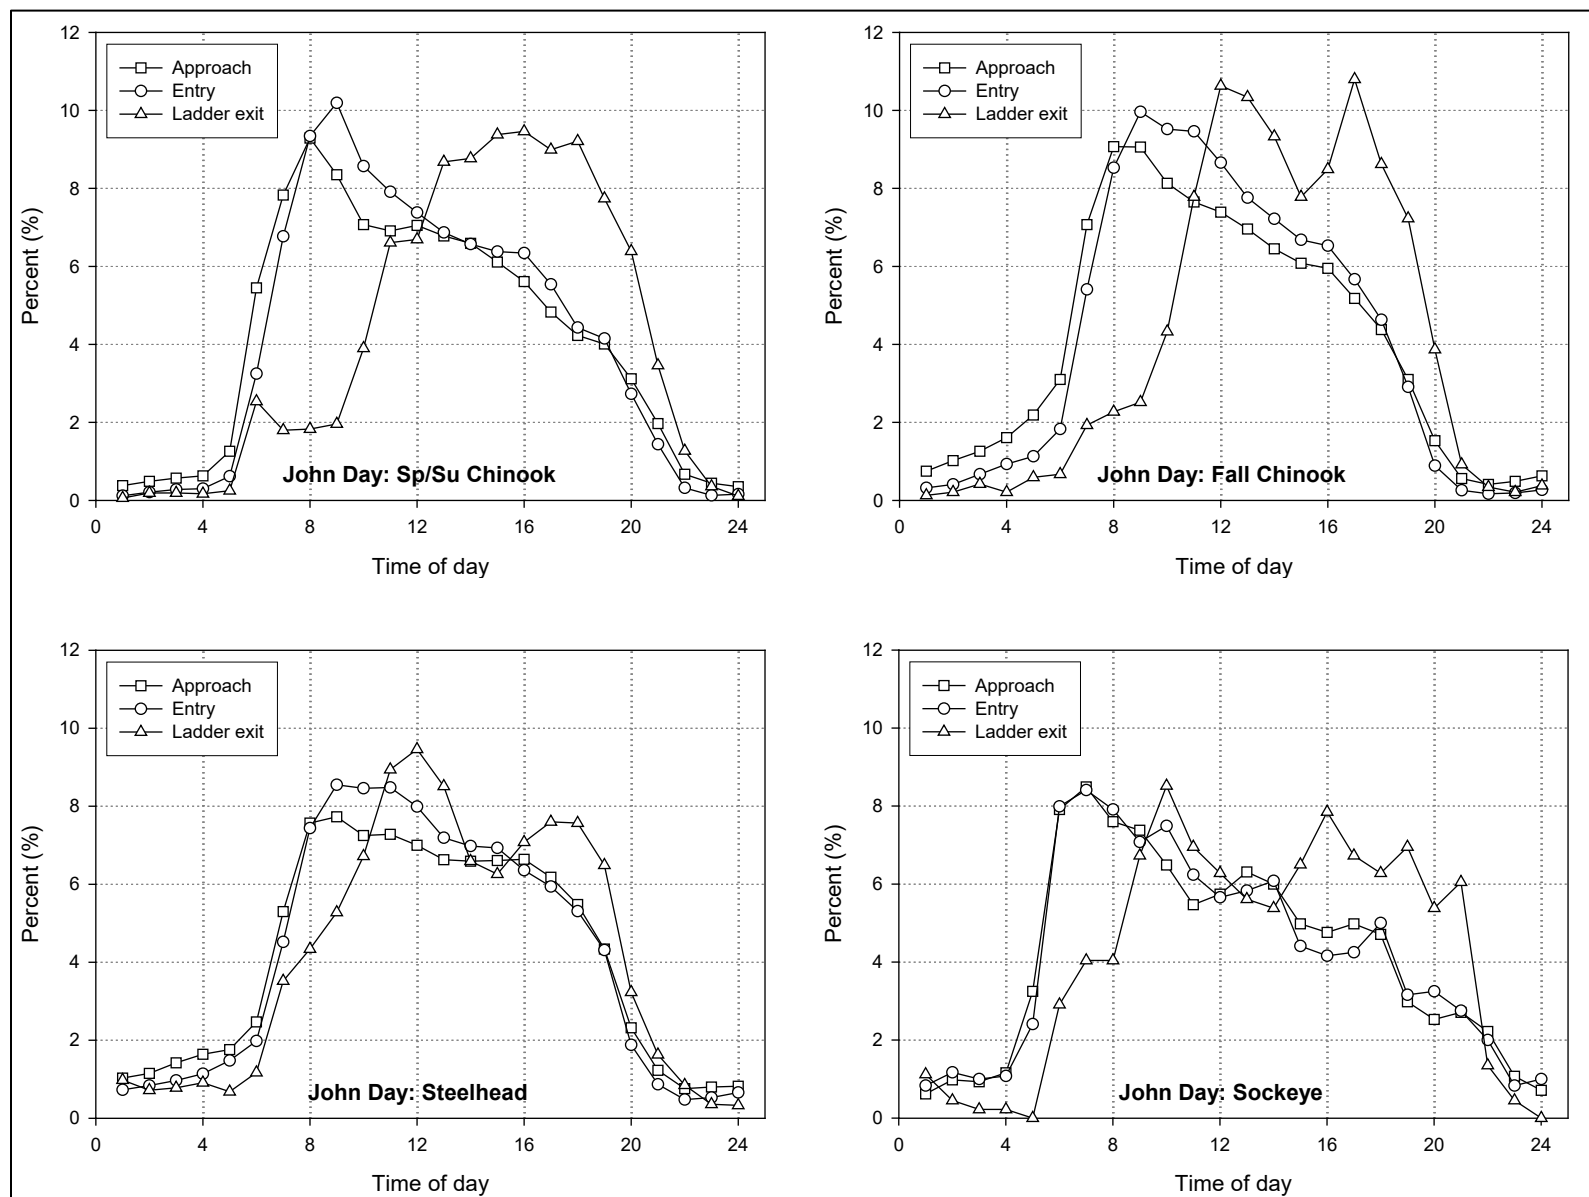 12
10
8
6
4
2
0
Percent (%)
Approach
Entry
Ladder exit
John Day: Sp/Su Chinook
0 4 8 12 16 20 24
Time of day
12
10
8
6
4
2
0
Percent (%)
Approach
Entry
Ladder exit
John Day: Fall Chinook
0 4 8 12 16 20 24
Time of day
12
10
8
6
4
2
0
Percent (%)
Approach
Entry
Ladder exit
John Day: Steelhead
0 4 8 12 16 20 24
Time of day
12
10
8
6
4
2
0
Percent (%)
Approach
Entry
Ladder exit
John Day: Sockeye
0 4 8 12 16 20 24
Time of day